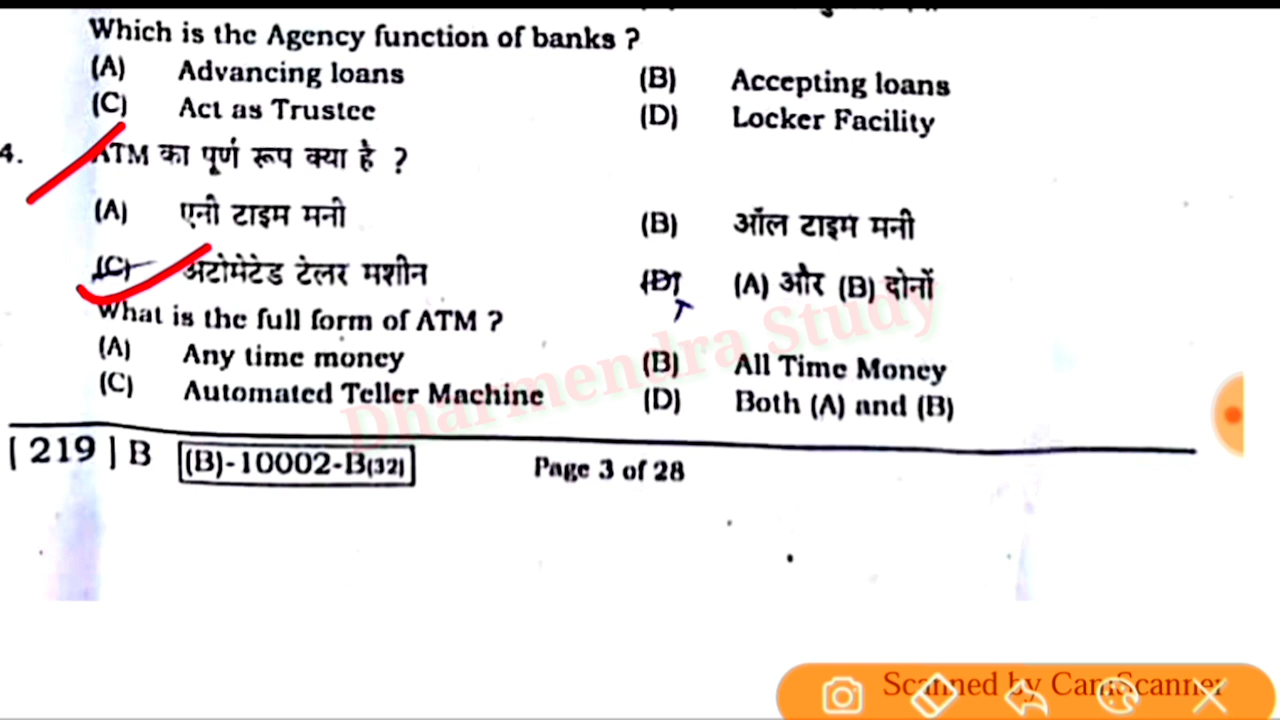 Which is the Agency function of banks ?
(A) Advancing loans (B) Accepting loans
(C) Act as Trustee (D) Locker Facility
4. ATM का पूर्ण रूप क्या है ?
(A) एनी टाइम मनी (B) ऑल टाइम मनी
(C) अटोमेटेड टेलर मशीन (D) (A) और (B) दोनों
What is the full form of ATM ?
(A) Any time money (B) All Time Money
(C) Automated Teller Machine (D) Both (A) and (B)
Dharmendra Study
[ 219 ] B (B)-10002-B(32) Page 3 of 28
Scanned by CamScanner